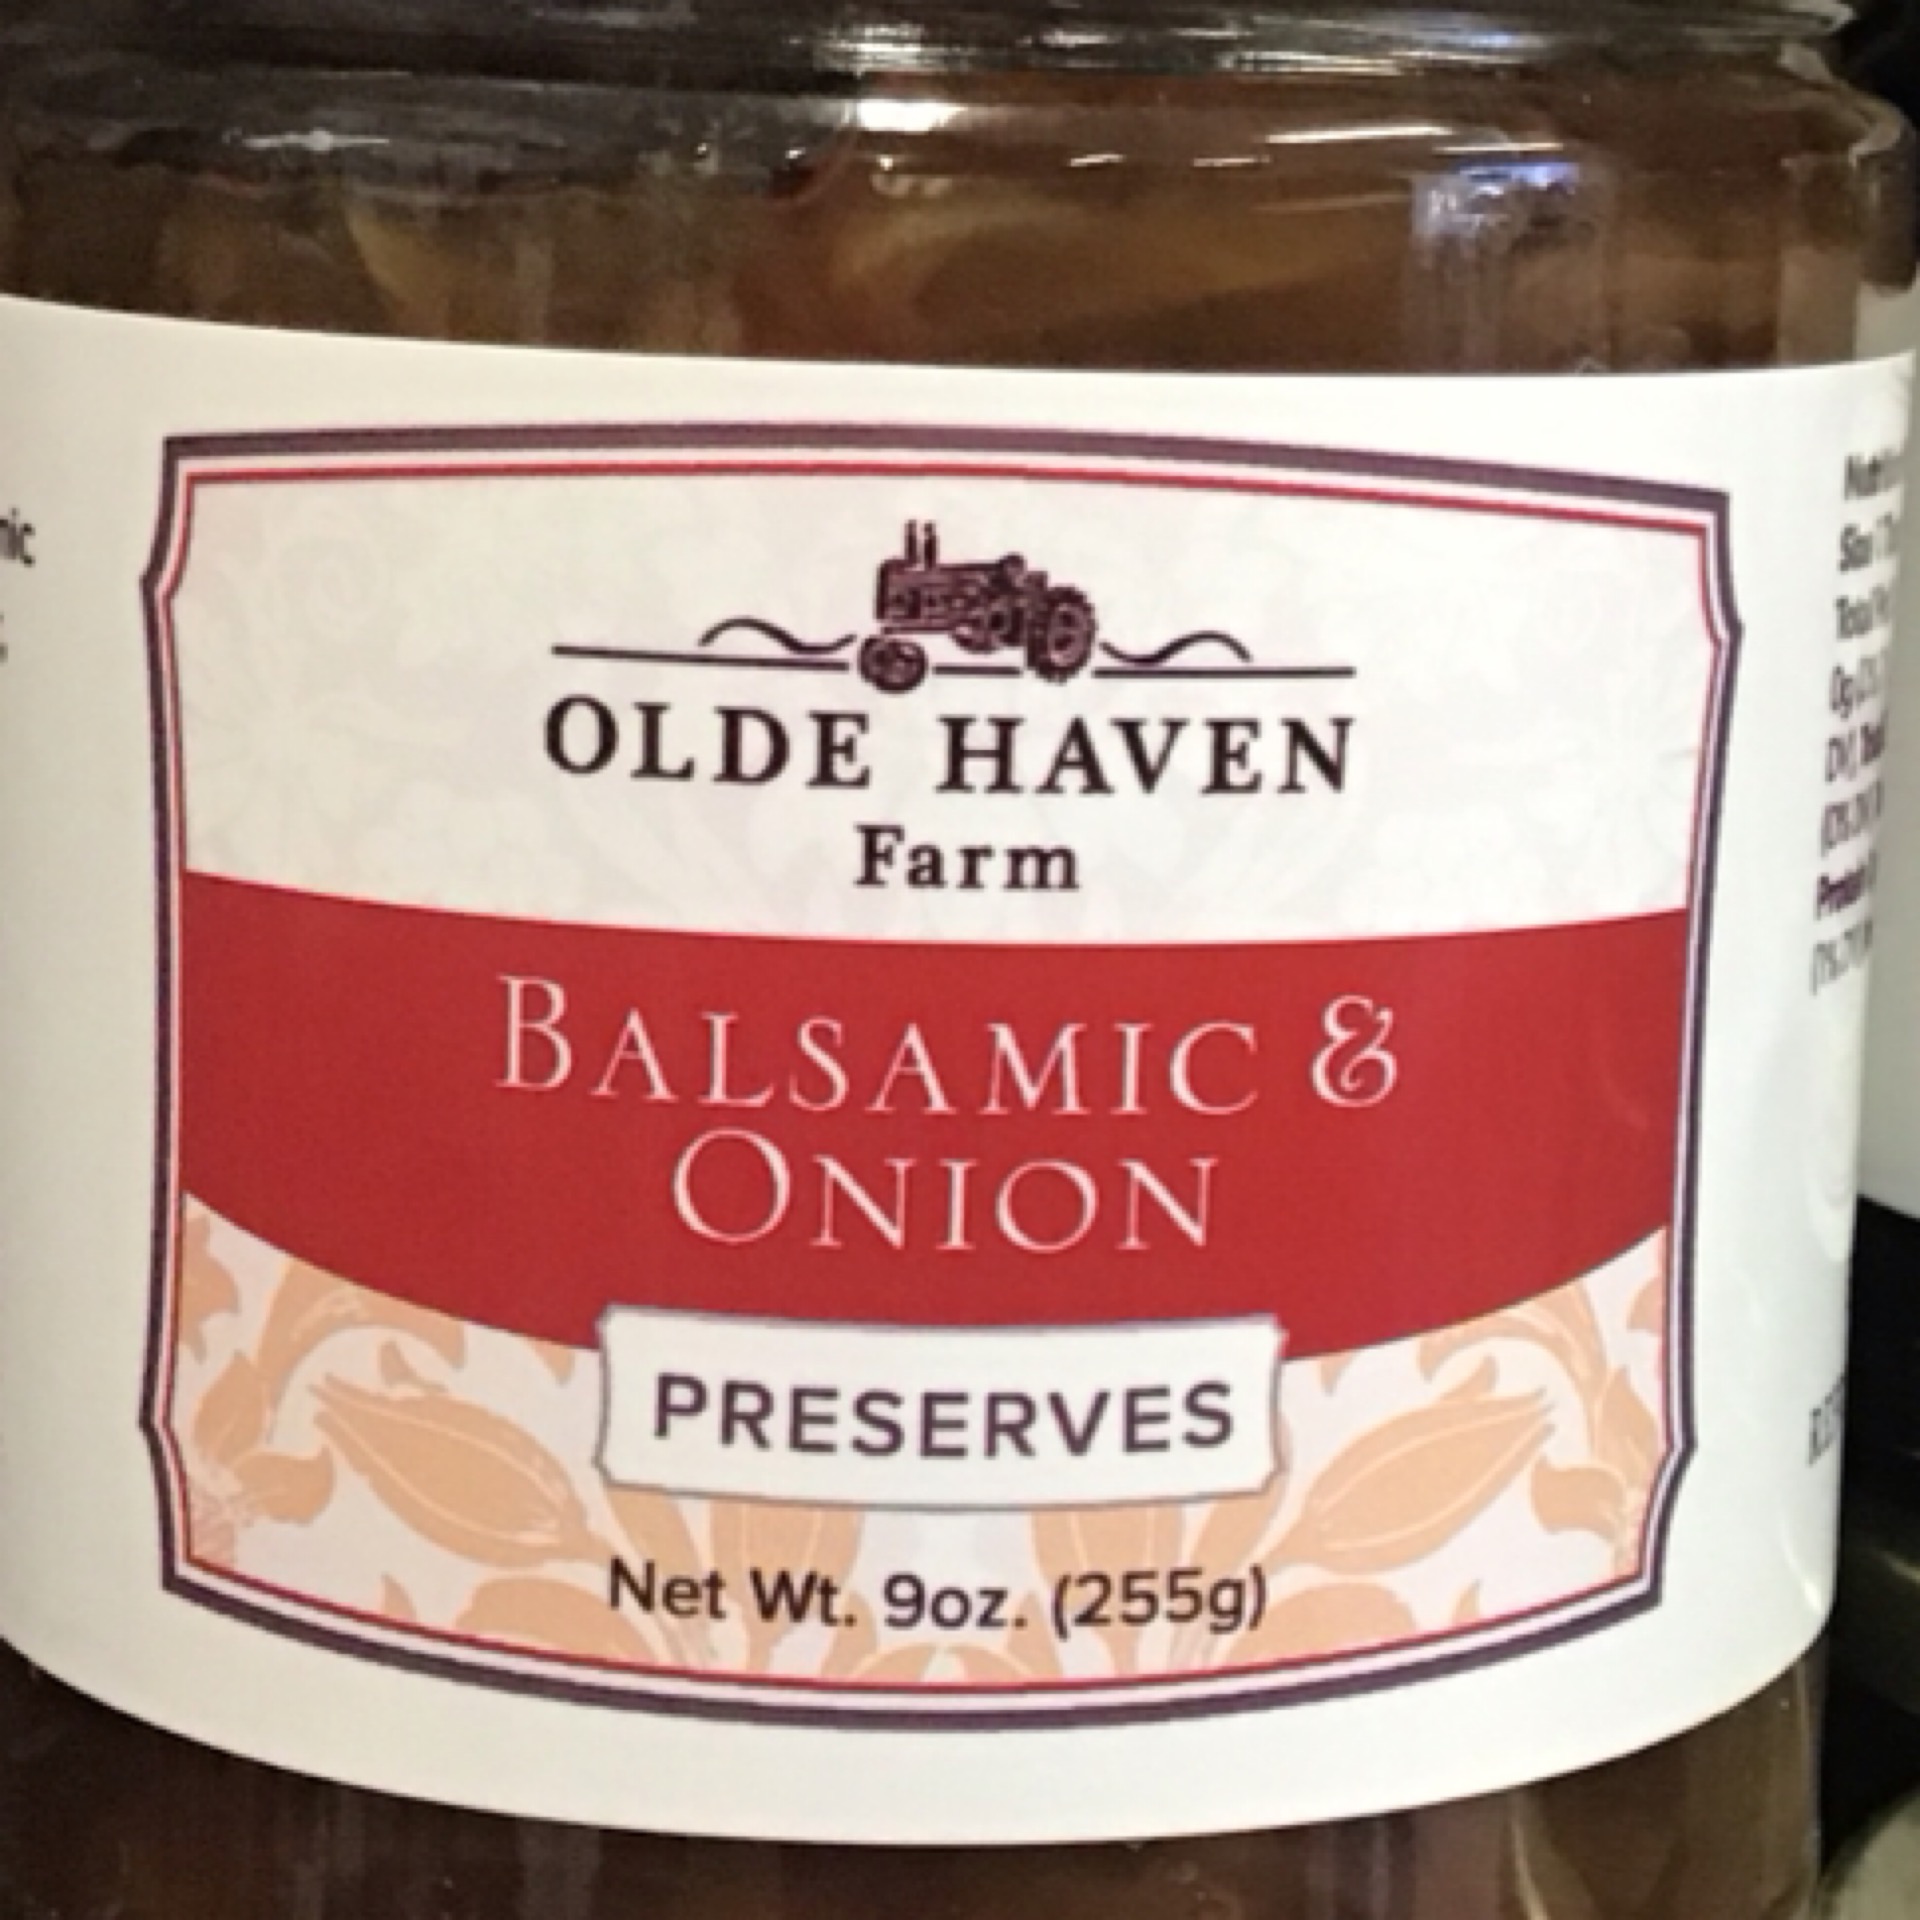 OLDE HAVEN
Farm
BALSAMIC &
ONION
PRESERVES
Net Wt. 9oz. (255g)